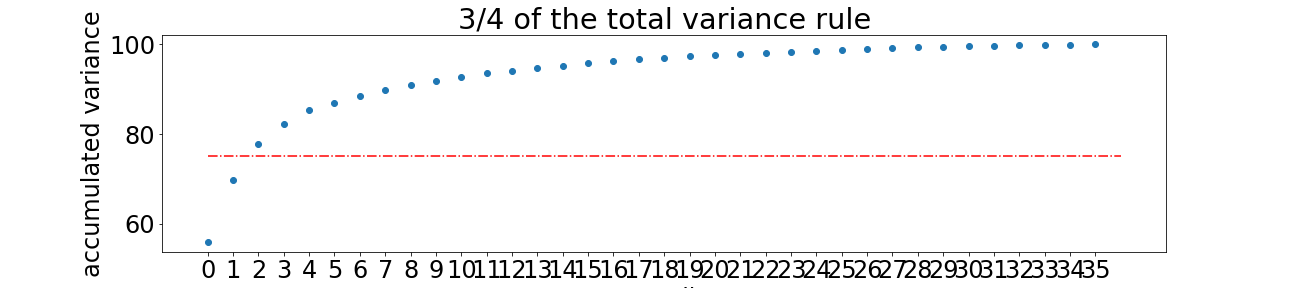 3/4 of the total variance rule
accumulated variance
100
80
60
0 1 2 3 4 5 6 7 8 9 10 11 12 13 14 15 16 17 18 19 20 21 22 23 24 25 26 27 28 29 30 31 32 33 34 35